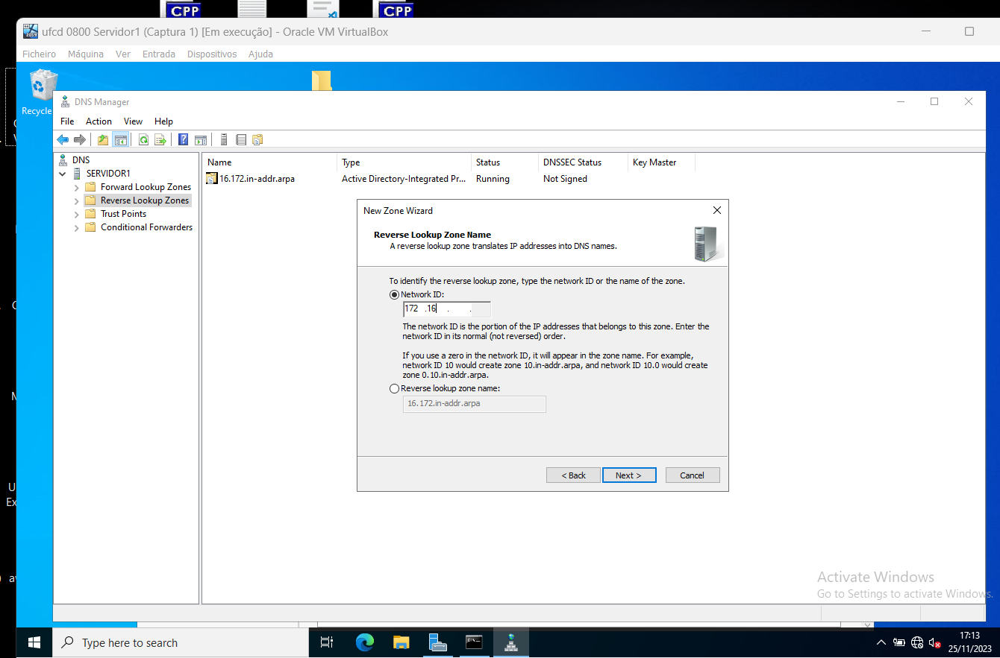 CPP
CPP
ufcd 0800 Servidor1 (Captura 1) [Em execução] - Oracle VM VirtualBox
Ficheiro Máquina Ver Entrada Dispositivos Ajuda
Recycle
DNS Manager
File Action View Help
DNS
SERVIDOR1
Forward Lookup Zones
Reverse Lookup Zones
Trust Points
Conditional Forwarders
Name Type Status DNSSEC Status Key Master
16.172.in-addr.arpa Active Directory-Integrated Pr... Running Not Signed
New Zone Wizard
Reverse Lookup Zone Name
A reverse lookup zone translates IP addresses into DNS names.
To identify the reverse lookup zone, type the network ID or the name of the zone.
Network ID:
172 .16 . .
The network ID is the portion of the IP addresses that belongs to this zone. Enter the
network ID in its normal (not reversed) order.
If you use a zero in the network ID, it will appear in the zone name. For example,
network ID 10 would create zone 10.in-addr.arpa, and network ID 10.0 would create
zone 0.10.in-addr.arpa.
Reverse lookup zone name:
16.172.in-addr.arpa
< Back Next > Cancel
Activate Windows
Go to Settings to activate Windows.
Type here to search
17:13
25/11/2023